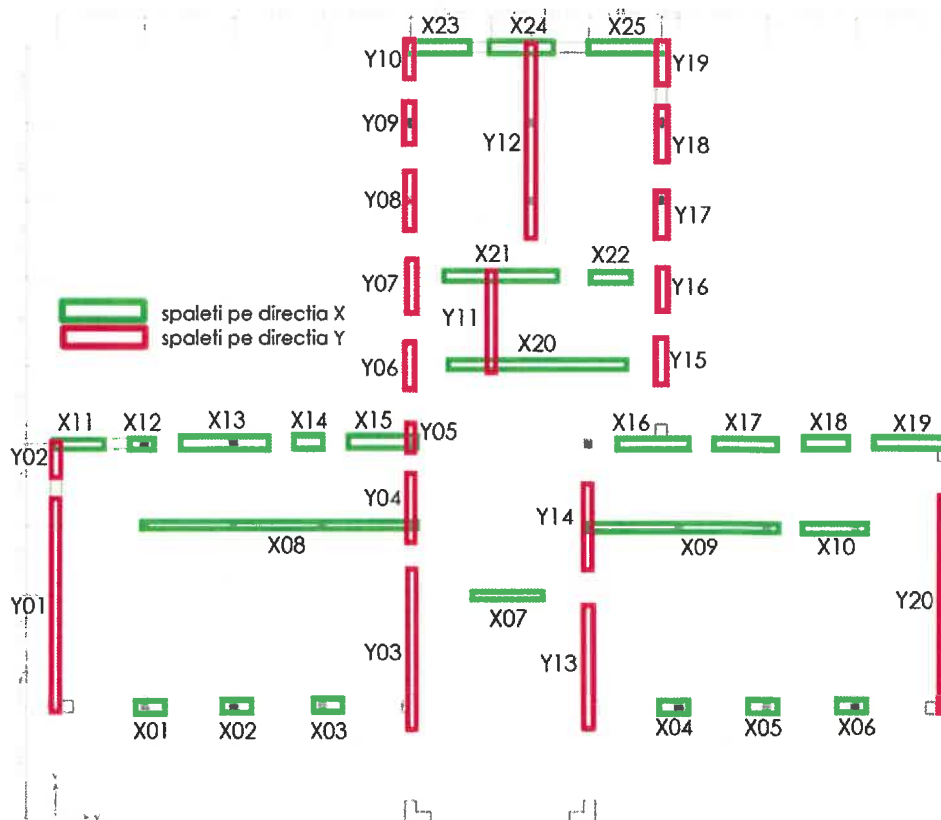 X23 X24 X25
Y10 Y19
Y09 Y12 Y18
Y08 Y17
X21 X22
Y07 Y11 Y16
spaleti pe directia X
spaleti pe directia Y
X20
Y06 Y15
X11 X12 X13 X14 X15 Y05 X16 X17 X18 X19
Y02
Y04 Y14
X08 X09 X10
Y01 X07 Y20
Y03 Y13
X01 X02 X03 X04 X05 X06
Y
X